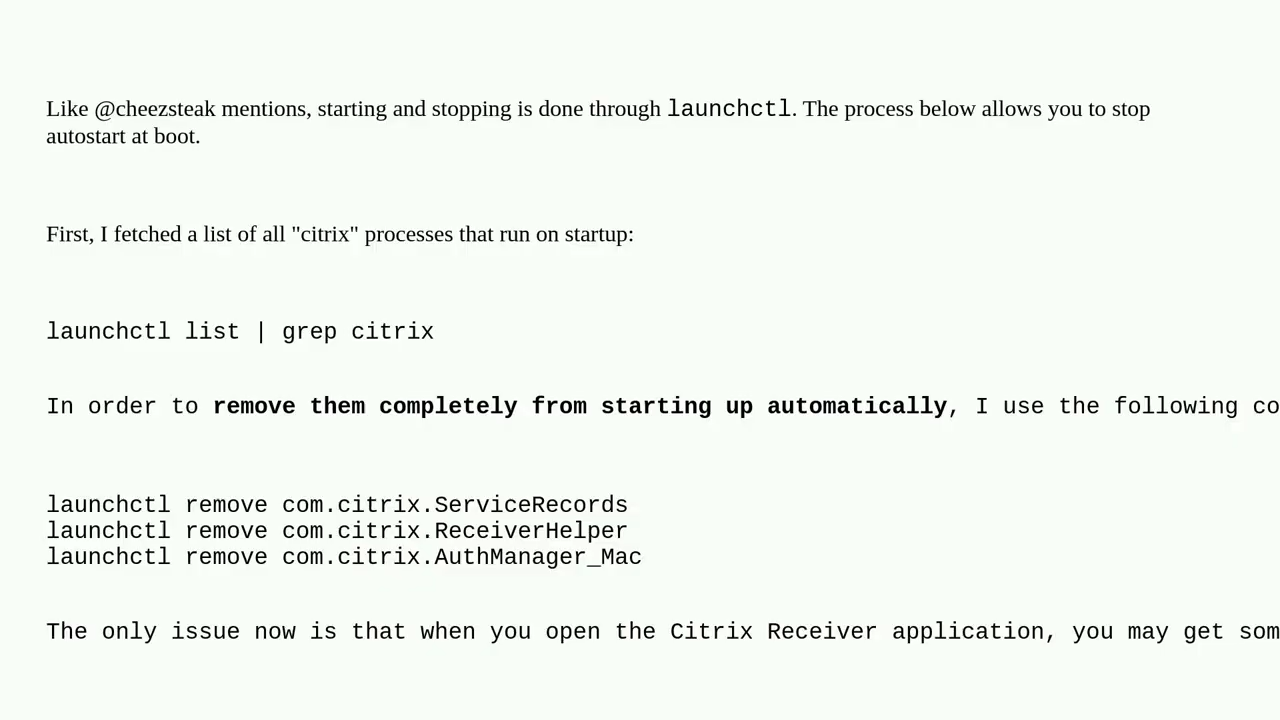 Like @cheezsteak mentions, starting and stopping is done through launchctl. The process below allows you to stop
autostart at boot.
First, I fetched a list of all "citrix" processes that run on startup:
launchctl list | grep citrix
In order to remove them completely from starting up automatically, I use the following co
launchctl remove com.citrix.ServiceRecords
launchctl remove com.citrix.ReceiverHelper
launchctl remove com.citrix.AuthManager_Mac
The only issue now is that when you open the Citrix Receiver application, you may get som